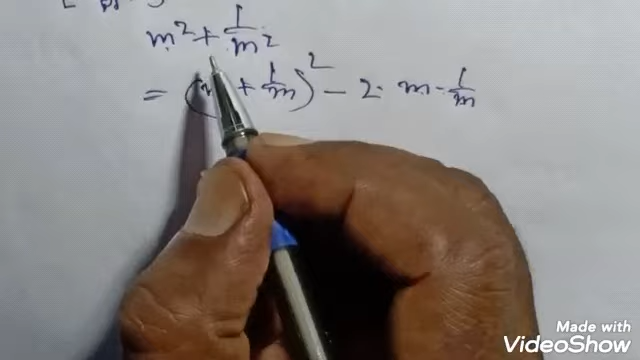 m² + 1/m²
= (m + 1/m)² - 2 · m · 1/m
Made with
VideoShow